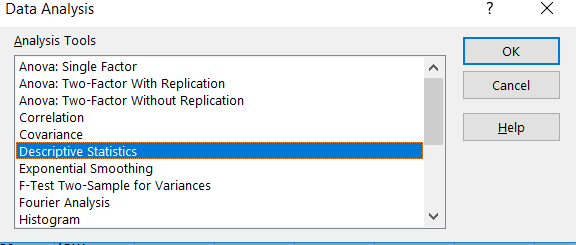 Data Analysis
?
Analysis Tools
Anova: Single Factor
Anova: Two-Factor With Replication
Anova: Two-Factor Without Replication
Correlation
Covariance
Descriptive Statistics
Exponential Smoothing
F-Test Two-Sample for Variances
Fourier Analysis
Histogram
OK
Cancel
Help